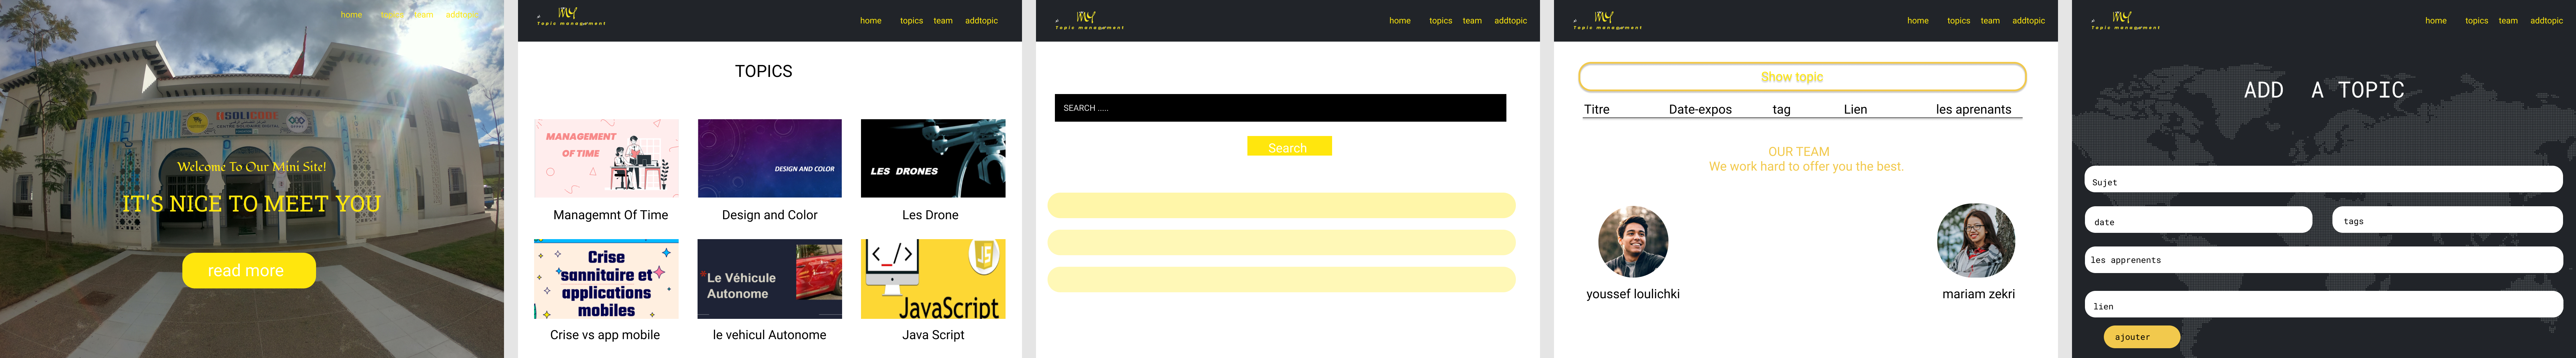 home topics team addtopic
SOLICODE
Welcome To Our Mini Site!
IT'S NICE TO MEET YOU
read more
MY
Topic management
home topics team addtopic
TOPICS
MANAGEMENT
OF TIME
DESIGN AND COLOR
LES DRONES
Managemnt Of Time
Design and Color
Les Drone
Crise
sannitaire et
applications
mobiles
Le Véhicule
Autonome
</>
JS
JavaScript
Crise vs app mobile
le vehicul Autonome
Java Script
MY
Topic management
home topics team addtopic
SEARCH .....
Search
MY
Topic management
home topics team addtopic
Show topic
Titre Date-expos tag Lien les aprenants
OUR TEAM
We work hard to offer you the best.
youssef loulichki
mariam zekri
MY
Topic management
home topics team addtopic
ADD A TOPIC
Sujet
date
tags
les apprenents
lien
ajouter